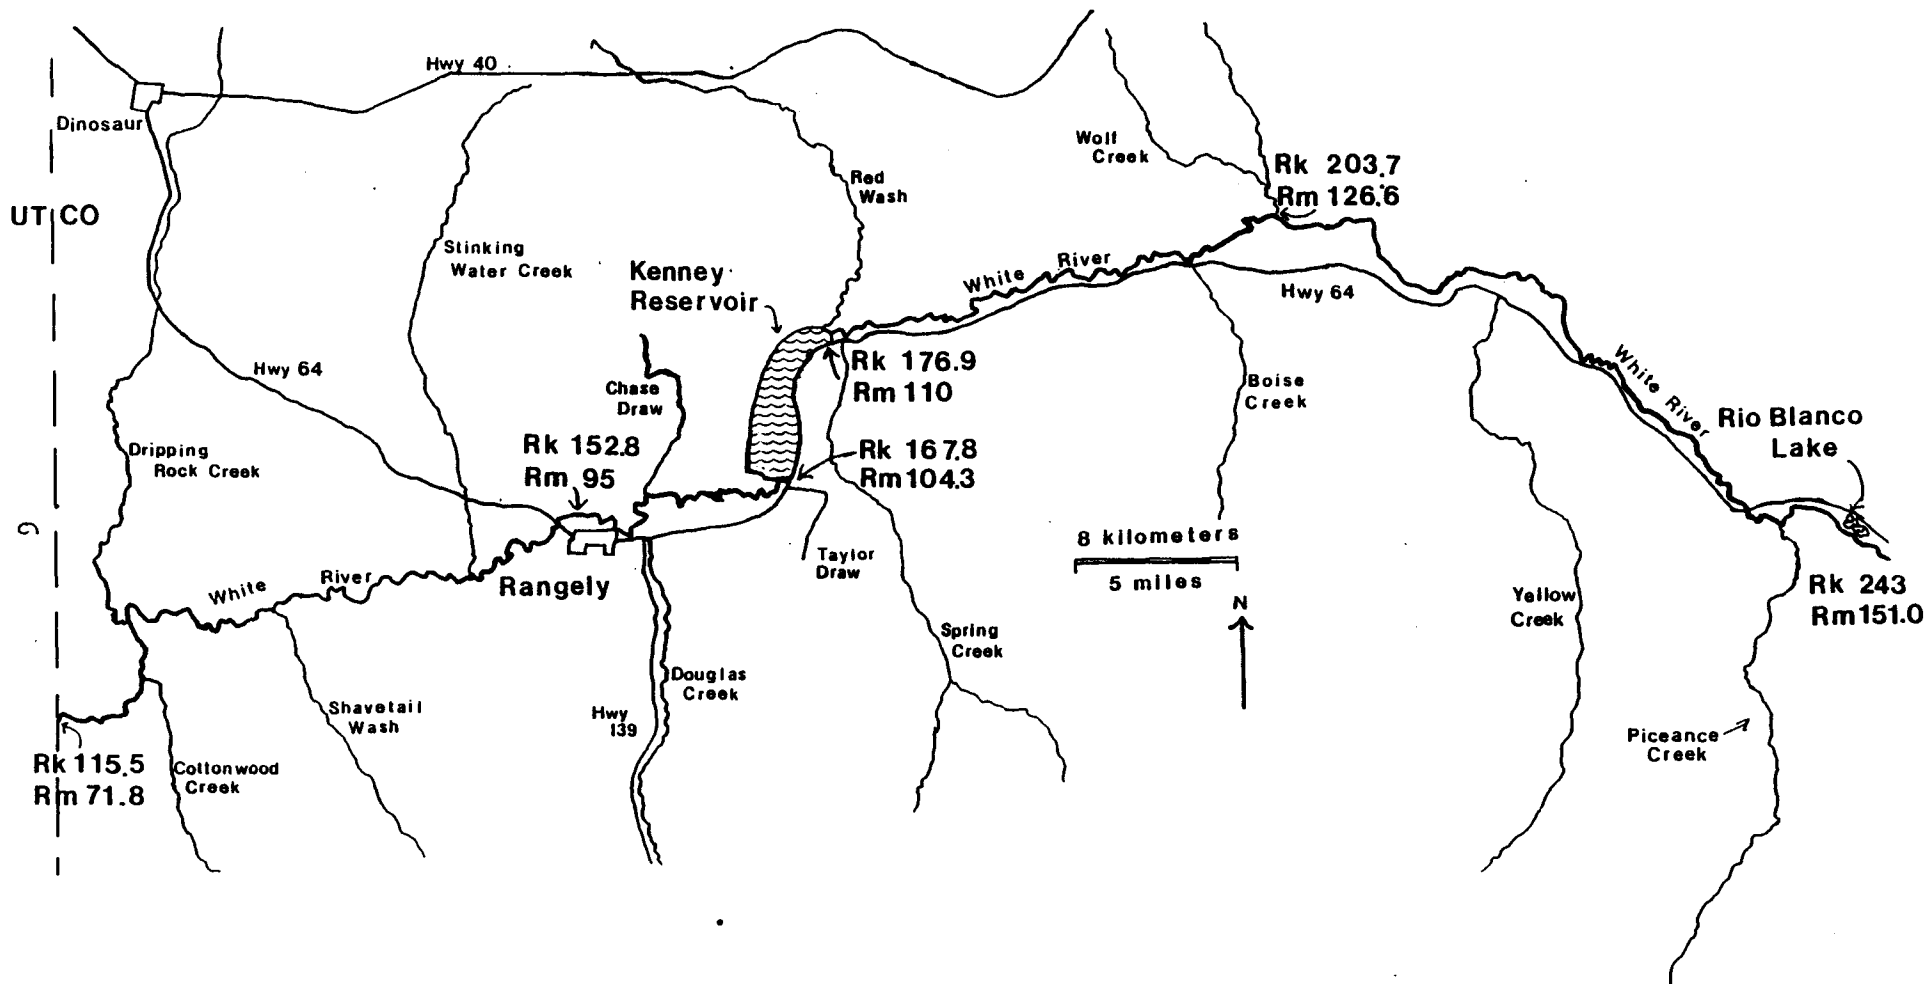 Hwy 40
Dinosaur
Wolf
Creek
Rk 203.7
Rm 126.6
Red
Wash
UT CO
Stinking
Water Creek
Kenney
Reservoir
White River
Hwy 64
Hwy 64
Rk 176.9
Rm 110
Chase
Draw
Boise
Creek
White River
Rio Blanco
Lake
Dripping
Rock Creek
Rk 152.8
Rm 95
Rk 167.8
Rm 104.3
8 kilometers
5 miles
Taylor
Draw
White River
Rangely
N
Yellow
Creek
Rk 243
Rm 151.0
Spring
Creek
Douglas
Creek
Shavetail
Wash
Hwy
139
Piceance
Creek
Rk 115.5
Rm 71.8
Cottonwood
Creek